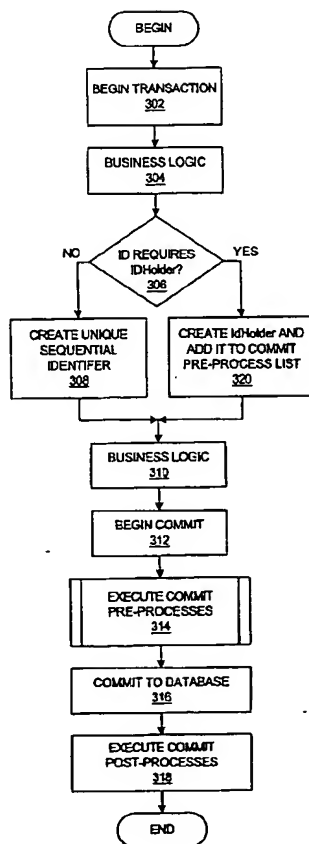 BEGIN
BEGIN TRANSACTION
302
BUSINESS LOGIC
304
ID REQUIRES
IDHolder?
306
NO
YES
CREATE UNIQUE
SEQUENTIAL
IDENTIFER
308
CREATE IdHolder AND
ADD IT TO COMMIT
PRE-PROCESS LIST
320
BUSINESS LOGIC
310
BEGIN COMMIT
312
EXECUTE COMMIT
PRE-PROCESSES
314
COMMIT TO DATABASE
316
EXECUTE COMMIT
POST-PROCESSES
318
END